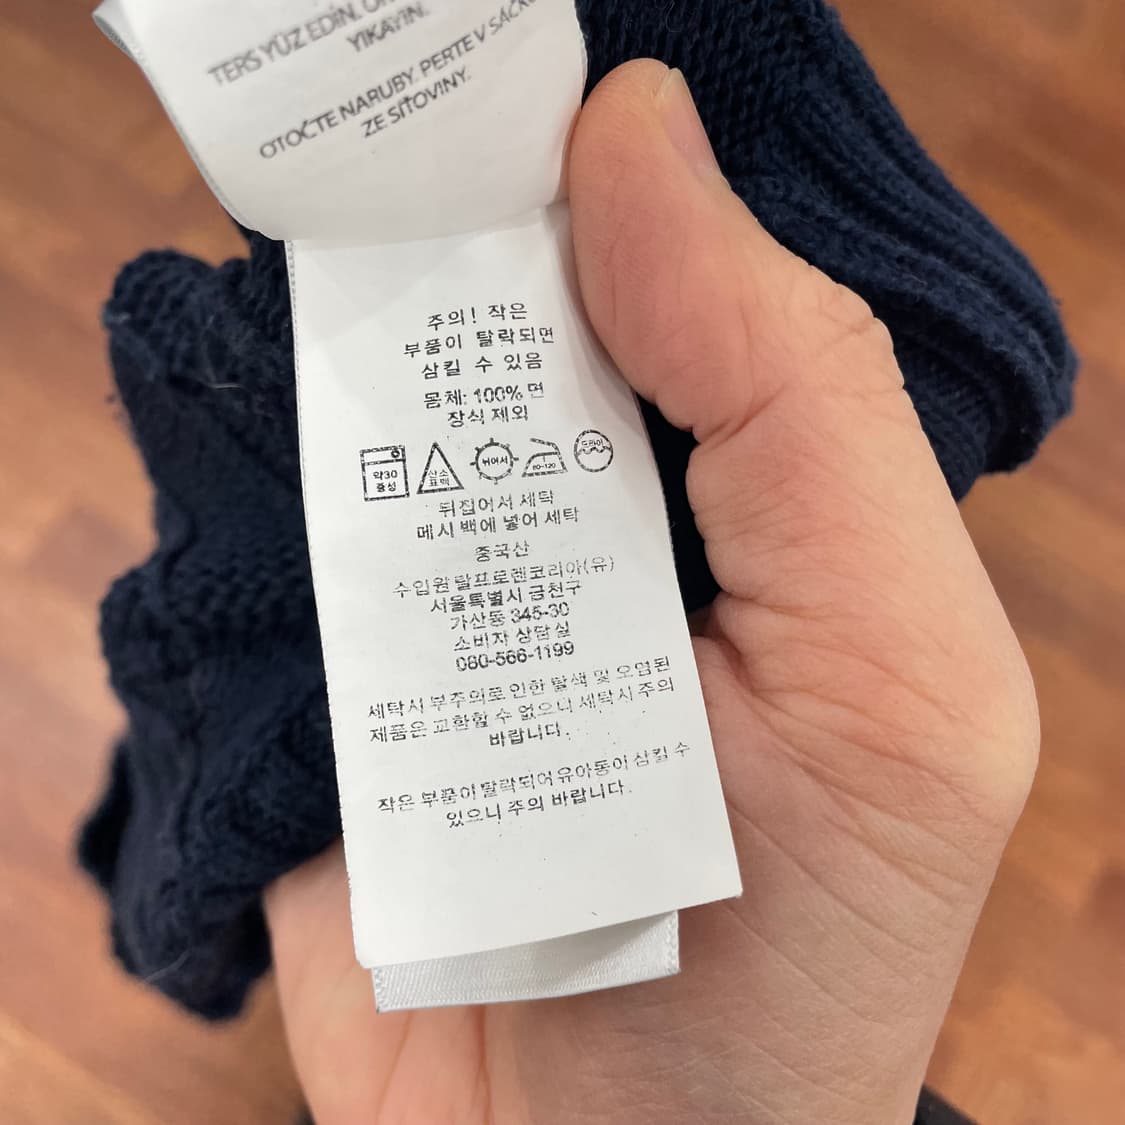 TERS YÜZ EDİN.
YIKAYIN.
OTOČTE NARUBY. PERTE V SÁČKU
ZE SÍŤOVINY.
주의! 작은
부품이 탈락되면
삼킬 수 있음
몸체: 100% 면
장식 제외
약30
중성
산소
표백
뉘어서
80-120
드라이
뒤집어서 세탁
메시 백에 넣어 세탁
중국산
수입원 랄프로렌코리아(유)
서울특별시 금천구
가산동 345-30
소비자 상담실
080-566-1199
세탁시 부주의로 인한 탈색 및 오염된
제품은 교환할 수 없으니 세탁시 주의
바랍니다.
작은 부품이 탈락되어 유아동이 삼킬 수
있으니 주의 바랍니다.